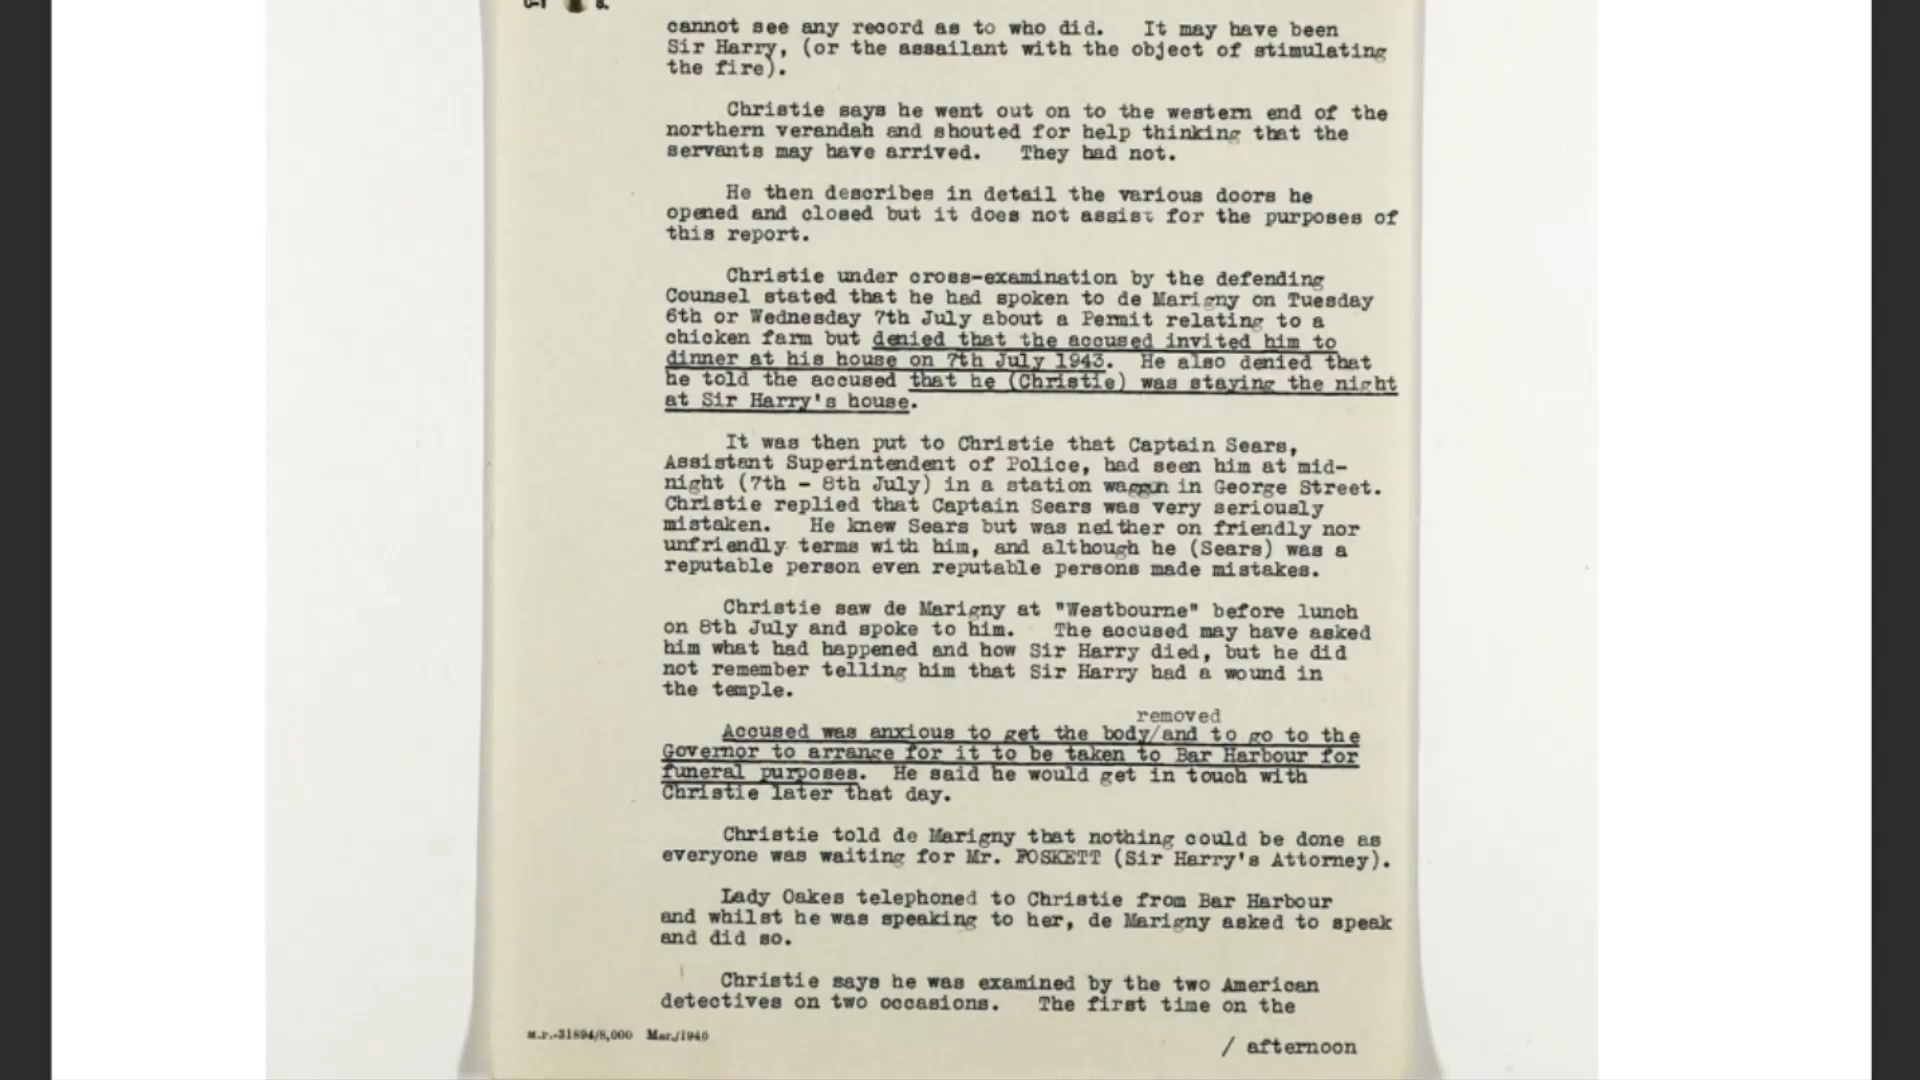 cannot see any record as to who did. It may have been
Sir Harry, (or the assailant with the object of stimulating
the fire).
Christie says he went out on to the western end of the
northern verandah and shouted for help thinking that the
servants may have arrived. They had not.
He then describes in detail the various doors he
opened and closed but it does not assist for the purposes of
this report.
Christie under cross-examination by the defending
Counsel stated that he had spoken to de Marigny on Tuesday
6th or Wednesday 7th July about a Permit relating to a
chicken farm but denied that the accused invited him to
dinner at his house on 7th July 1943. He also denied that
he told the accused that he (Christie) was staying the night
at Sir Harry's house.
It was then put to Christie that Captain Sears,
Assistant Superintendent of Police, had seen him at mid-
night (7th - 8th July) in a station waggon in George Street.
Christie replied that Captain Sears was very seriously
mistaken. He knew Sears but was neither on friendly nor
unfriendly terms with him, and although he (Sears) was a
reputable person even reputable persons made mistakes.
Christie saw de Marigny at "Westbourne" before lunch
on 8th July and spoke to him. The accused may have asked
him what had happened and how Sir Harry died, but he did
not remember telling him that Sir Harry had a wound in
the temple.
removed
Accused was anxious to get the body/and to go to the
Governor to arrange for it to be taken to Bar Harbour for
funeral purposes. He said he would get in touch with
Christie later that day.
Christie told de Marigny that nothing could be done as
everyone was waiting for Mr. FOSKETT (Sir Harry's Attorney).
Lady Oakes telephoned to Christie from Bar Harbour
and whilst he was speaking to her, de Marigny asked to speak
and did so.
Christie says he was examined by the two American
detectives on two occasions. The first time on the
M.P.-31894/8,000 Mar./1940
/ afternoon